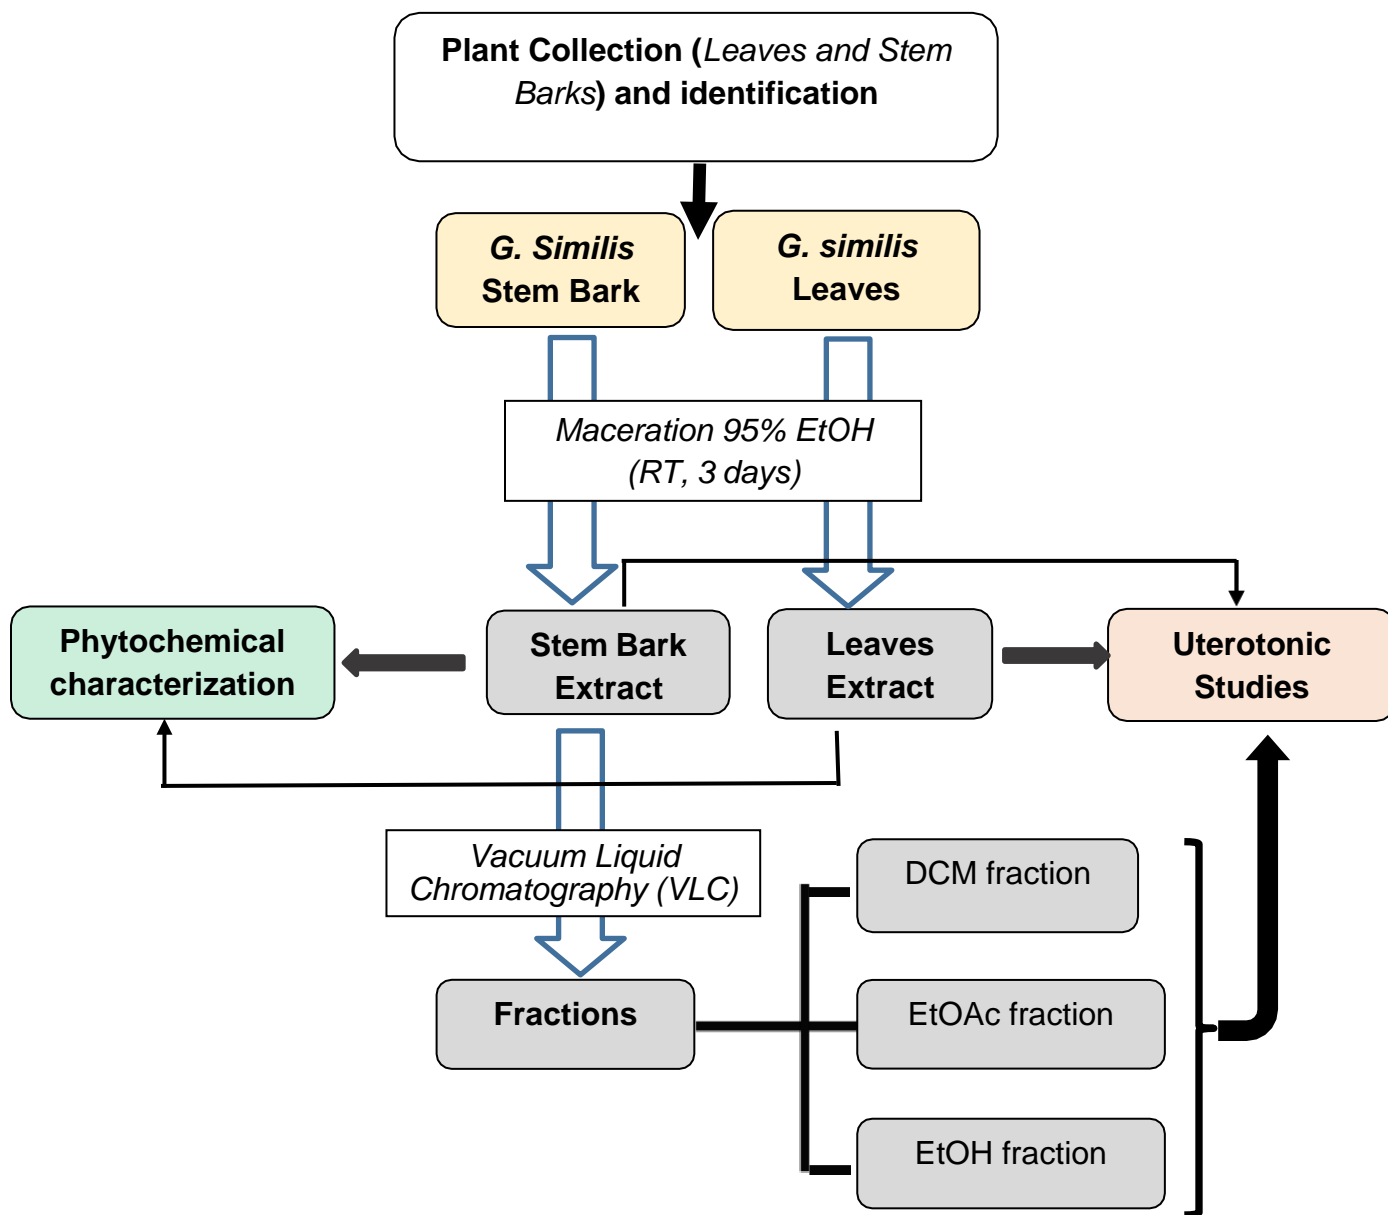 Plant Collection (Leaves and Stem
Barks) and identification
G. Similis
Stem Bark
G. similis
Leaves
Maceration 95% EtOH
(RT, 3 days)
Phytochemical
characterization
Stem Bark
Extract
Leaves
Extract
Uterotonic
Studies
Vacuum Liquid
Chromatography (VLC)
DCM fraction
Fractions
EtOAc fraction
EtOH fraction